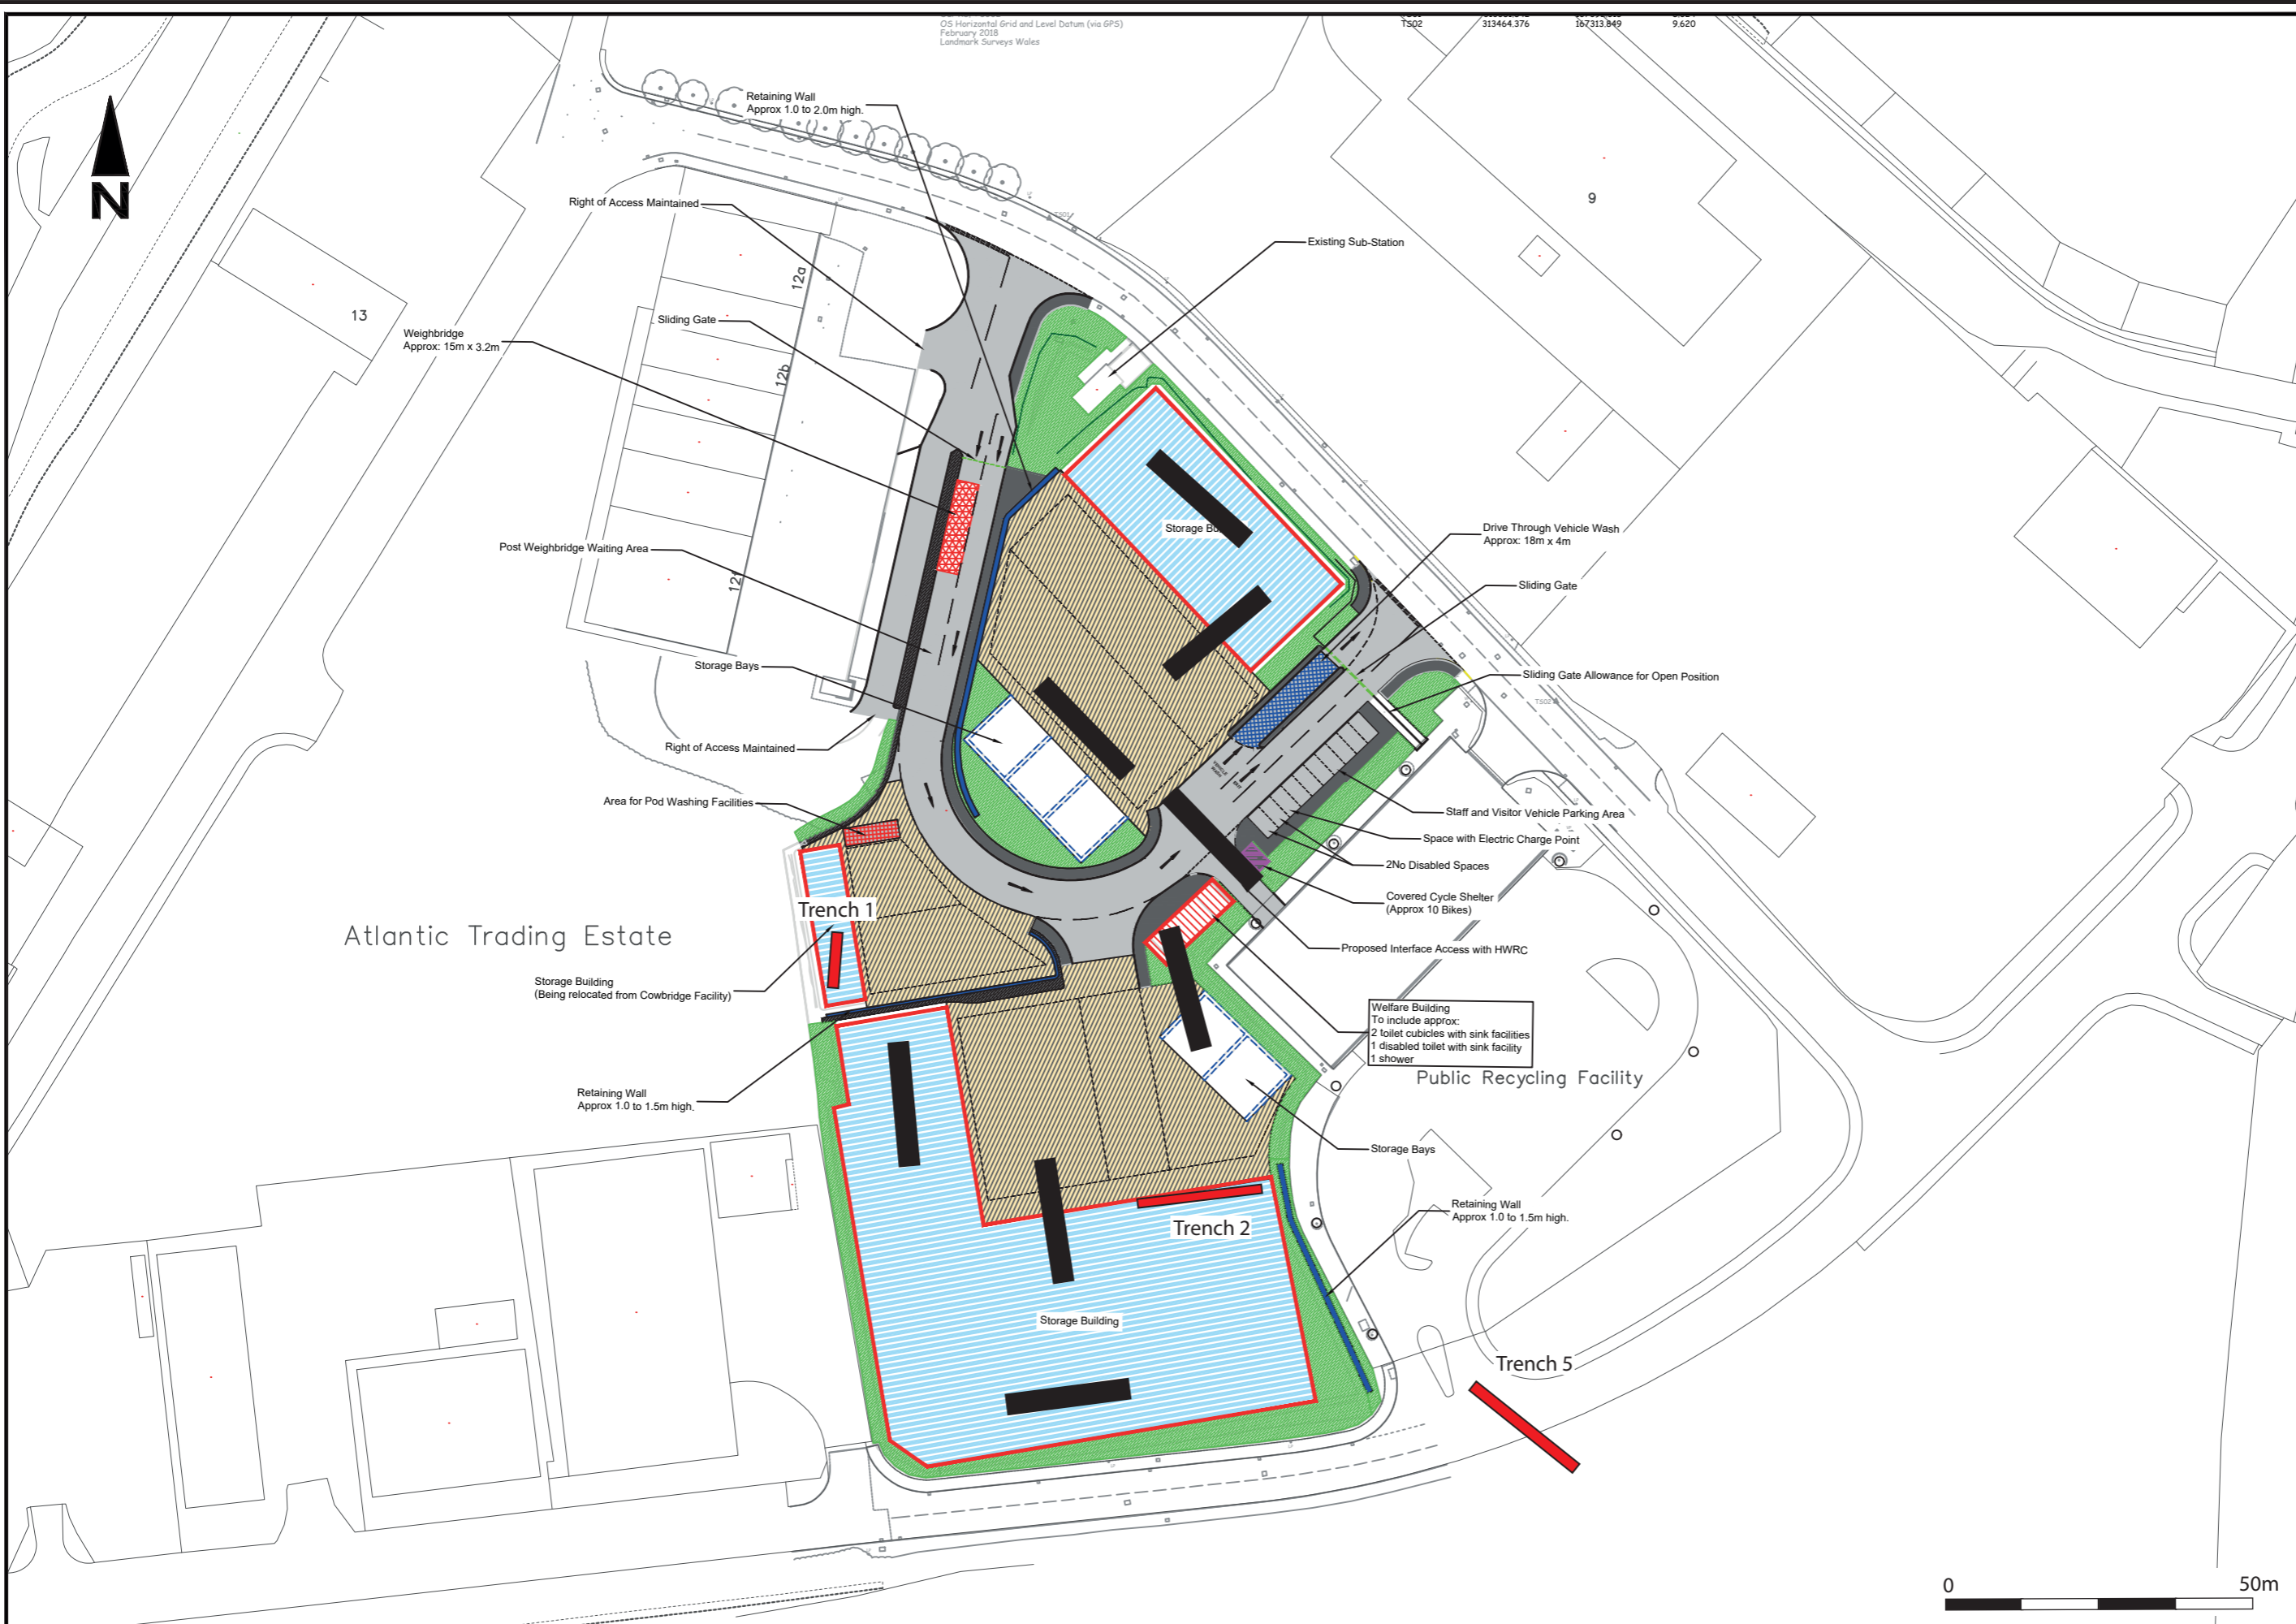 OS Horizontal Grid and Level Datum (via GPS)
February 2018
Landmark Surveys Wales
TS02 313464.376 167313.849 9.620
N
Retaining Wall
Approx 1.0 to 2.0m high.
Right of Access Maintained
TS01
9
Existing Sub-Station
12a
13
Sliding Gate
Weighbridge
Approx: 15m x 3.2m
12b
Storage
Drive Through Vehicle Wash
Approx: 18m x 4m
Post Weighbridge Waiting Area
Sliding Gate
Storage Bays
Sliding Gate Allowance for Open Position
TS02
Right of Access Maintained
Area for Pod Washing Facilities
Staff and Visitor Vehicle Parking Area
Space with Electric Charge Point
2No Disabled Spaces
Covered Cycle Shelter
(Approx 10 Bikes)
Trench 1
Atlantic Trading Estate
Proposed Interface Access with HWRC
Storage Building
(Being relocated from Cowbridge Facility)
Welfare Building
To include approx:
2 toilet cubicles with sink facilities
1 disabled toilet with sink facility
1 shower
Public Recycling Facility
Retaining Wall
Approx 1.0 to 1.5m high.
Storage Bays
Retaining Wall
Approx 1.0 to 1.5m high.
Trench 2
Storage Building
Trench 5
0 50m